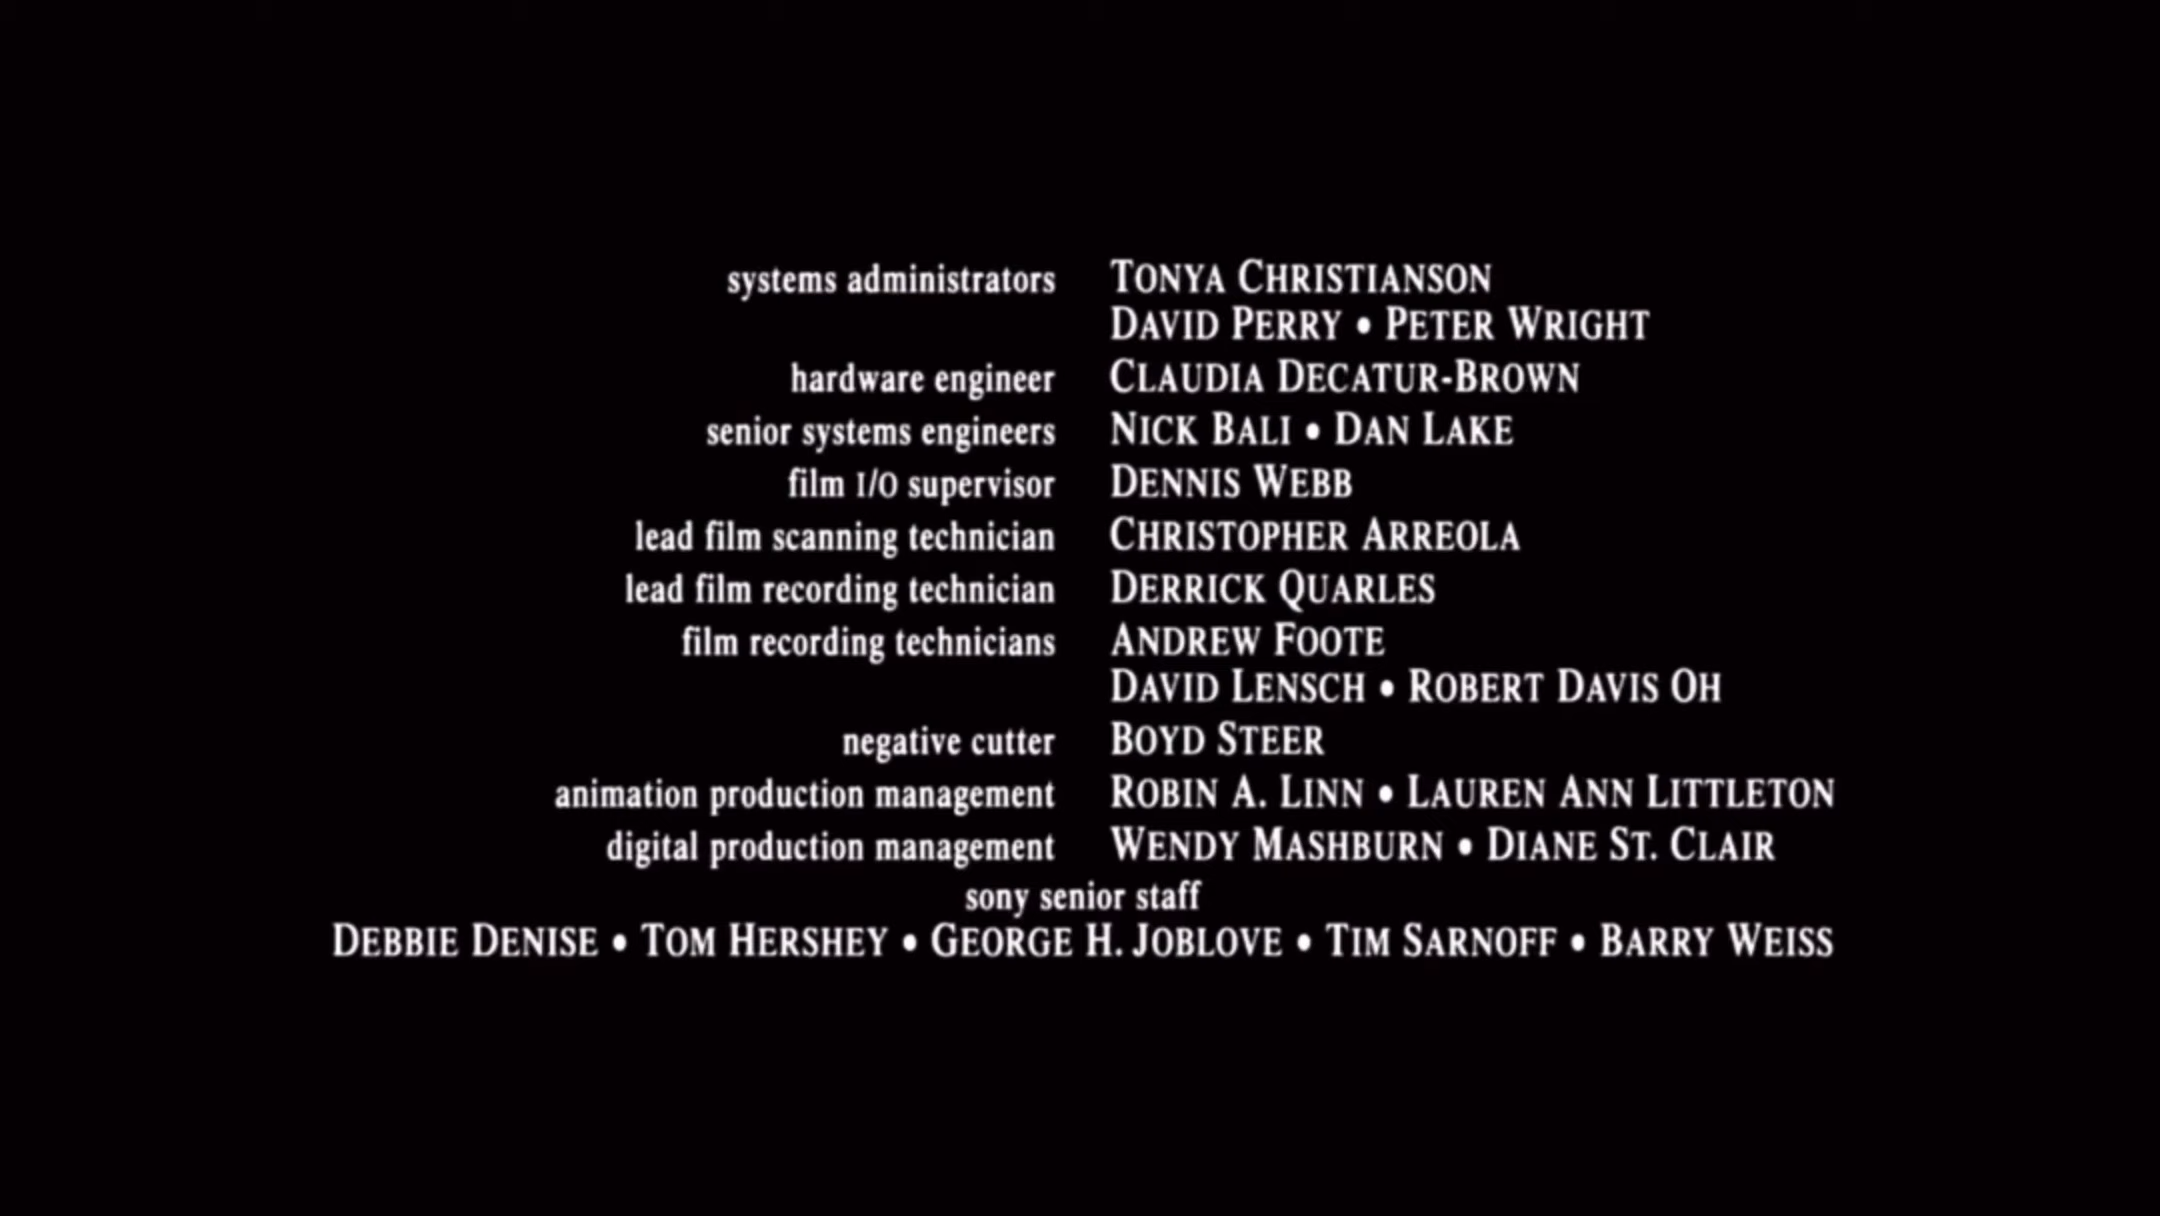 systems administrators TONYA CHRISTIANSON
DAVID PERRY • PETER WRIGHT
hardware engineer CLAUDIA DECATUR-BROWN
senior systems engineers NICK BALI • DAN LAKE
film I/O supervisor DENNIS WEBB
lead film scanning technician CHRISTOPHER ARREOLA
lead film recording technician DERRICK QUARLES
film recording technicians ANDREW FOOTE
DAVID LENSCH • ROBERT DAVIS OH
negative cutter BOYD STEER
animation production management ROBIN A. LINN • LAUREN ANN LITTLETON
digital production management WENDY MASHBURN • DIANE ST. CLAIR
sony senior staff
DEBBIE DENISE • TOM HERSHEY • GEORGE H. JOBLOVE • TIM SARNOFF • BARRY WEISS